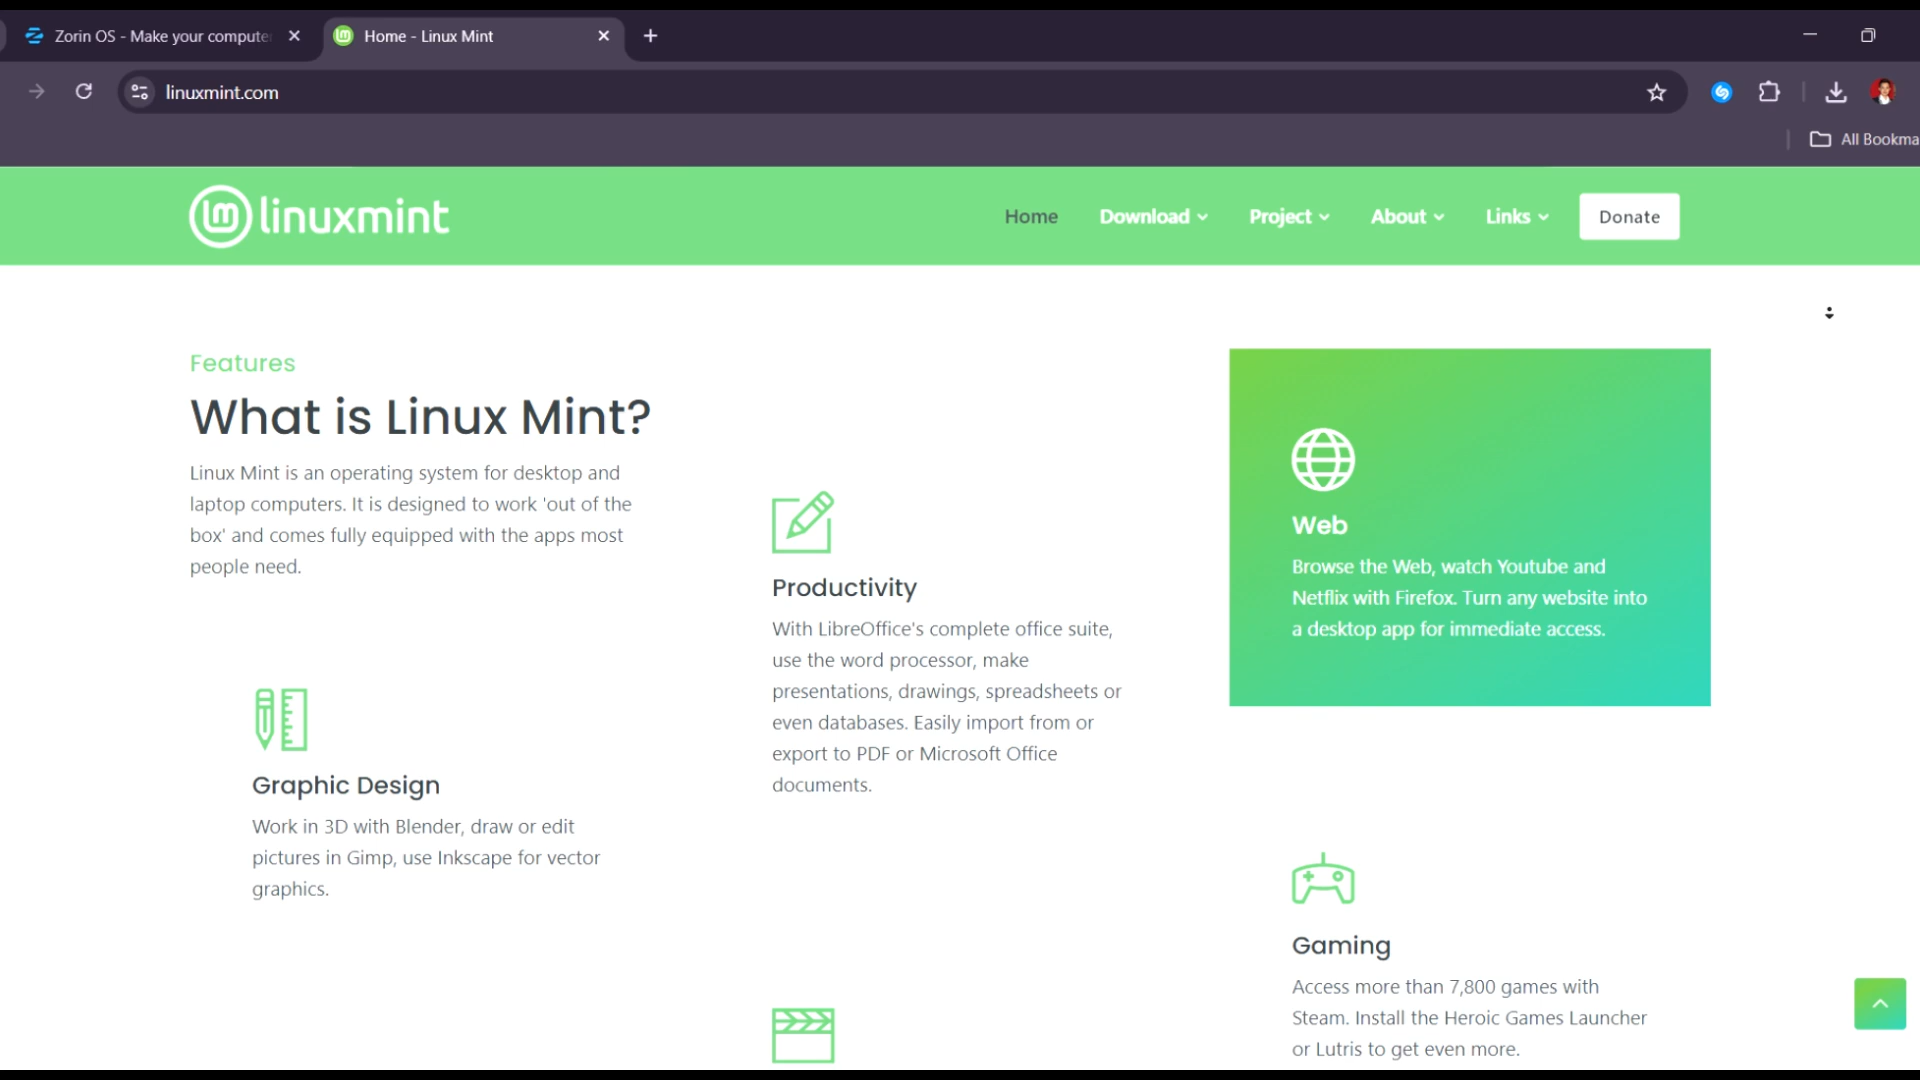 Zorin OS - Make your compute
Home - Linux Mint
linuxmint.com
All Bookma
linuxmint
Home
Download
Project
About
Links
Donate
Features
What is Linux Mint?
Linux Mint is an operating system for desktop and
laptop computers. It is designed to work 'out of the
box' and comes fully equipped with the apps most
people need.
Graphic Design
Work in 3D with Blender, draw or edit
pictures in Gimp, use Inkscape for vector
graphics.
Productivity
With LibreOffice's complete office suite,
use the word processor, make
presentations, drawings, spreadsheets or
even databases. Easily import from or
export to PDF or Microsoft Office
documents.
Web
Browse the Web, watch Youtube and
Netflix with Firefox. Turn any website into
a desktop app for immediate access.
Gaming
Access more than 7,800 games with
Steam. Install the Heroic Games Launcher
or Lutris to get even more.